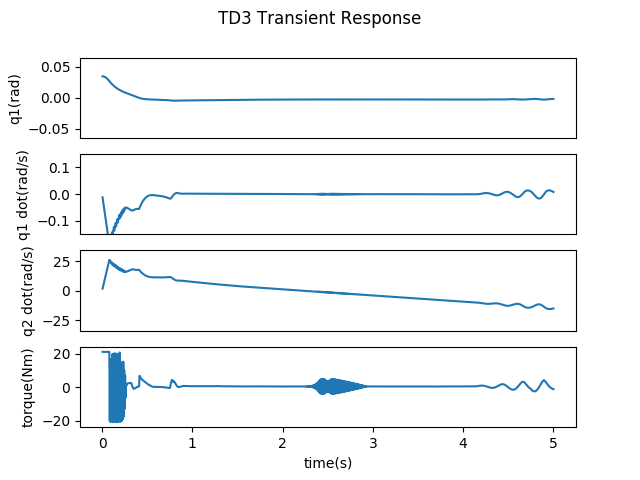 TD3 Transient Response
q1(rad)
0.05
0.00
−0.05
q1 dot(rad/s)
0.1
0.0
−0.1
q2 dot(rad/s)
25
0
−25
torque(Nm)
20
0
−20
0 1 2 3 4 5
time(s)